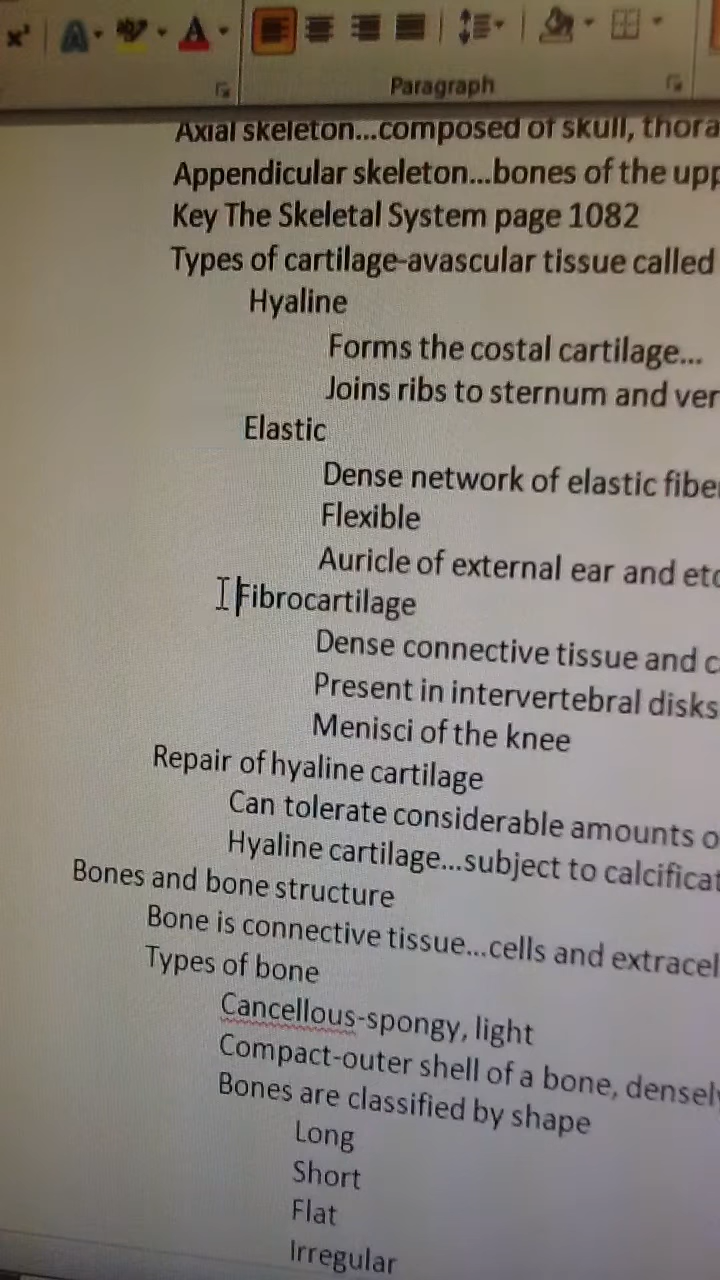 x²
A
A
Paragraph
Axial skeleton...composed of skull, thora
Appendicular skeleton...bones of the upp
Key The Skeletal System page 1082
Types of cartilage-avascular tissue called
Hyaline
Forms the costal cartilage...
Joins ribs to sternum and ver
Elastic
Dense network of elastic fibe
Flexible
Auricle of external ear and etc
Fibrocartilage
Dense connective tissue and c
Present in intervertebral disks
Menisci of the knee
Repair of hyaline cartilage
Can tolerate considerable amounts o
Hyaline cartilage...subject to calcificat
Bones and bone structure
Bone is connective tissue...cells and extracel
Types of bone
Cancellous-spongy, light
Compact-outer shell of a bone, densely
Bones are classified by shape
Long
Short
Flat
Irregular